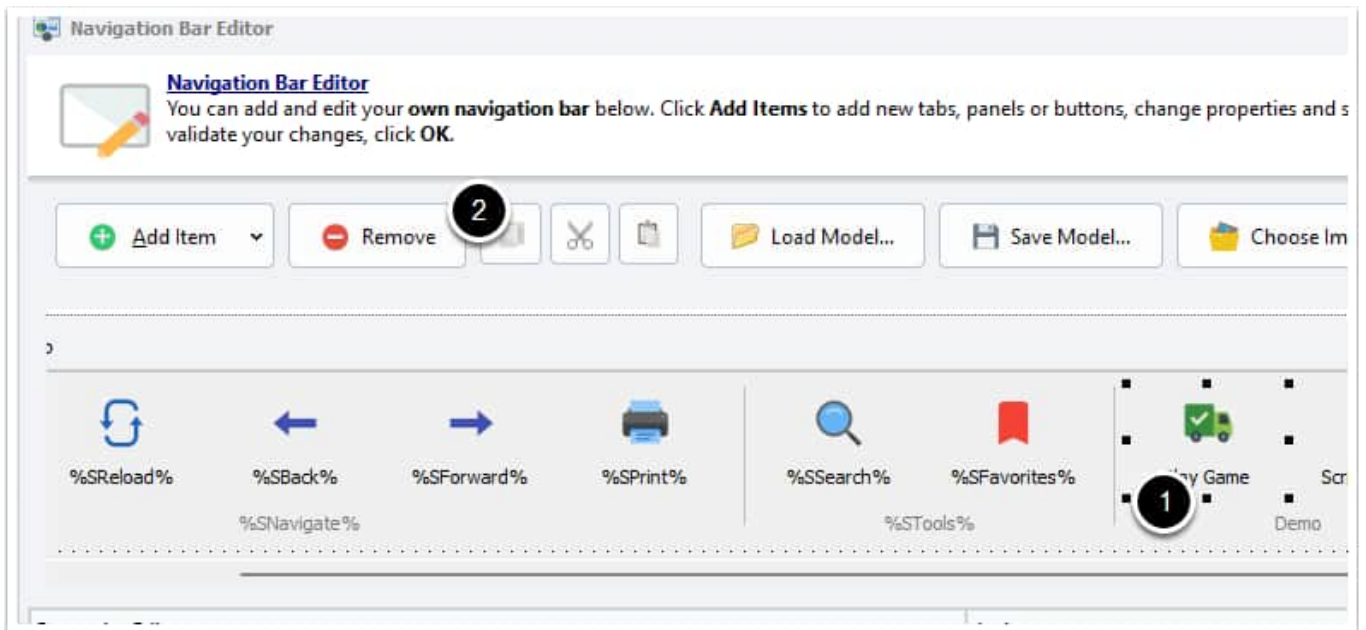 Navigation Bar Editor
Navigation Bar Editor
You can add and edit your own navigation bar below. Click Add Items to add new tabs, panels or buttons, change properties and s
validate your changes, click OK.
2
Add Item Remove Load Model... Save Model... Choose Im
%SReload% %SBack% %SForward% %SPrint% %SSearch% %SFavorites% Game Scr
1
%SNavigate% %STools% Demo